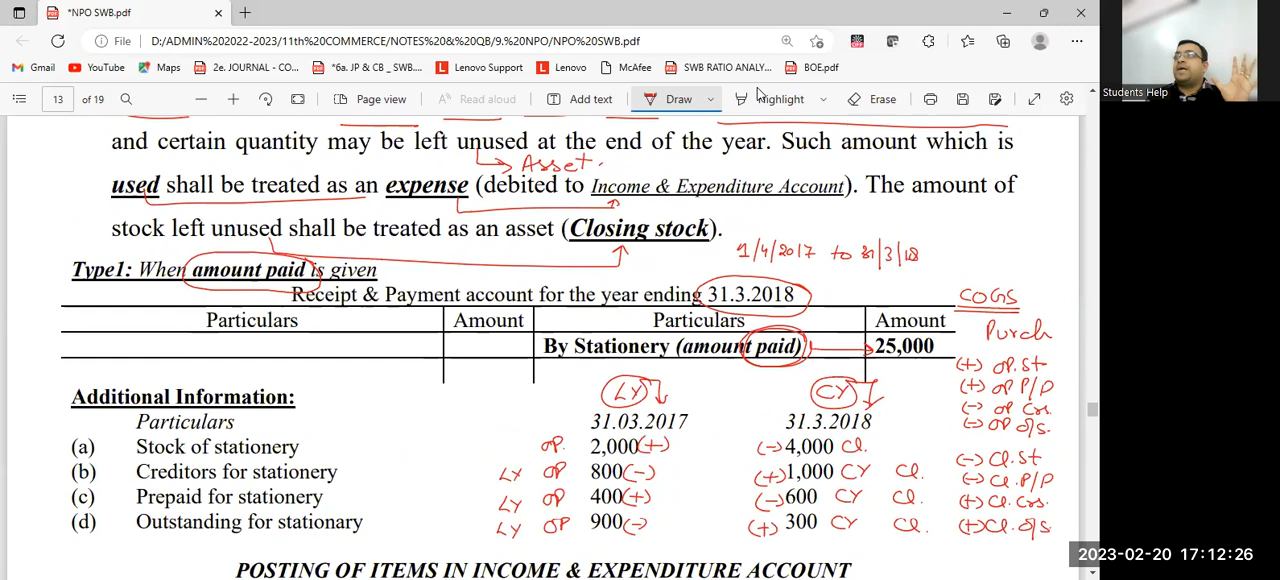 *NPO SWB.pdf
File D:/ADMIN%202022-2023/11th%20COMMERCE/NOTES%20&%20QB/9.%20NPO/NPO%20SWB.pdf
Gmail YouTube Maps 2e. JOURNAL - CO... *6a. JP & CB _ SWB.... Lenovo Support Lenovo McAfee SWB RATIO ANALY... BOE.pdf
13 of 19 Page view Read aloud Add text Draw Highlight Erase
Students Help
and certain quantity may be left unused at the end of the year. Such amount which is
Asset.
used shall be treated as an expense (debited to Income & Expenditure Account). The amount of
stock left unused shall be treated as an asset (Closing stock).
1/4/2017 to 31/3/18
Type1: When amount paid is given
Receipt & Payment account for the year ending 31.3.2018
COGS
Particulars Amount Particulars Amount
Purch
By Stationery (amount paid) 25,000
(+) op. st
(+) op P/P
(-) op Crs.
(-) op o/s.
LY CY
Additional Information:
Particulars 31.03.2017 31.3.2018
(a) Stock of stationery op. 2,000 (+) (-) 4,000 Cl.
(-) Cl. st
(b) Creditors for stationery LY op 800 (-) (+) 1,000 CY Cl.
(-) Cl. P/P
(c) Prepaid for stationery LY op 400 (+) (-) 600 CY Cl.
(+) Cl. Crs.
(d) Outstanding for stationary LY op 900 (-) (+) 300 CY Cl.
(+) Cl. o/s.
2023-02-20 17:12:26
POSTING OF ITEMS IN INCOME & EXPENDITURE ACCOUNT